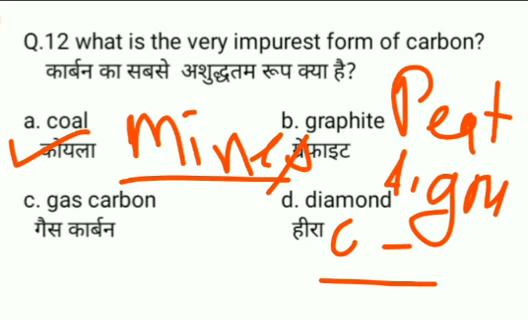 Q.12 what is the very impurest form of carbon?
कार्बन का सबसे अशुद्धतम रूप क्या है?
a. coal
कोयला
b. graphite
ग्रेफाइट
Mines
Peat
c. gas carbon
गैस कार्बन
d. diamond
हीरा
C